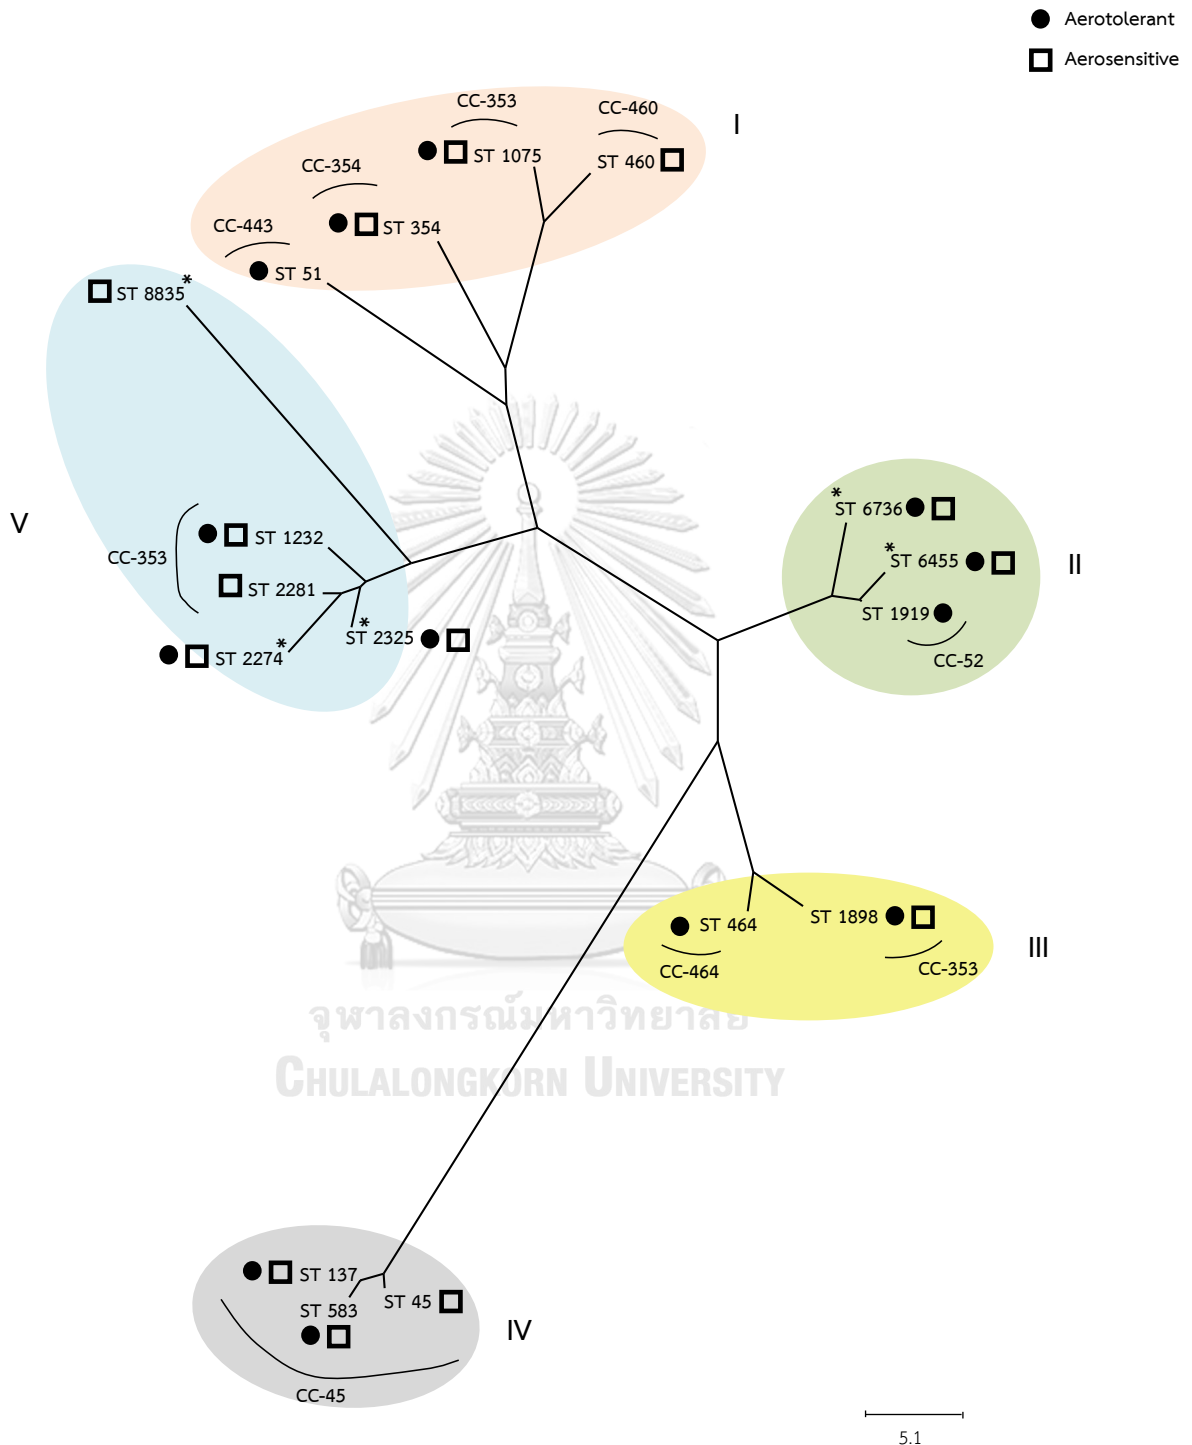 Aerotolerant
Aerosensitive
CC-353
CC-460
I
ST 1075
ST 460
CC-354
ST 354
CC-443
ST 51
ST 8835*
V
CC-353
ST 1232
ST 2281
ST 2274*
*ST 2325
*ST 6736
*ST 6455
II
ST 1919
CC-52
ST 464
ST 1898
CC-464
CC-353
III
จุฬาลงกรณ์มหาวิทยาลัย
CHULALONGKORN UNIVERSITY
ST 137
ST 583
ST 45
IV
CC-45
5.1